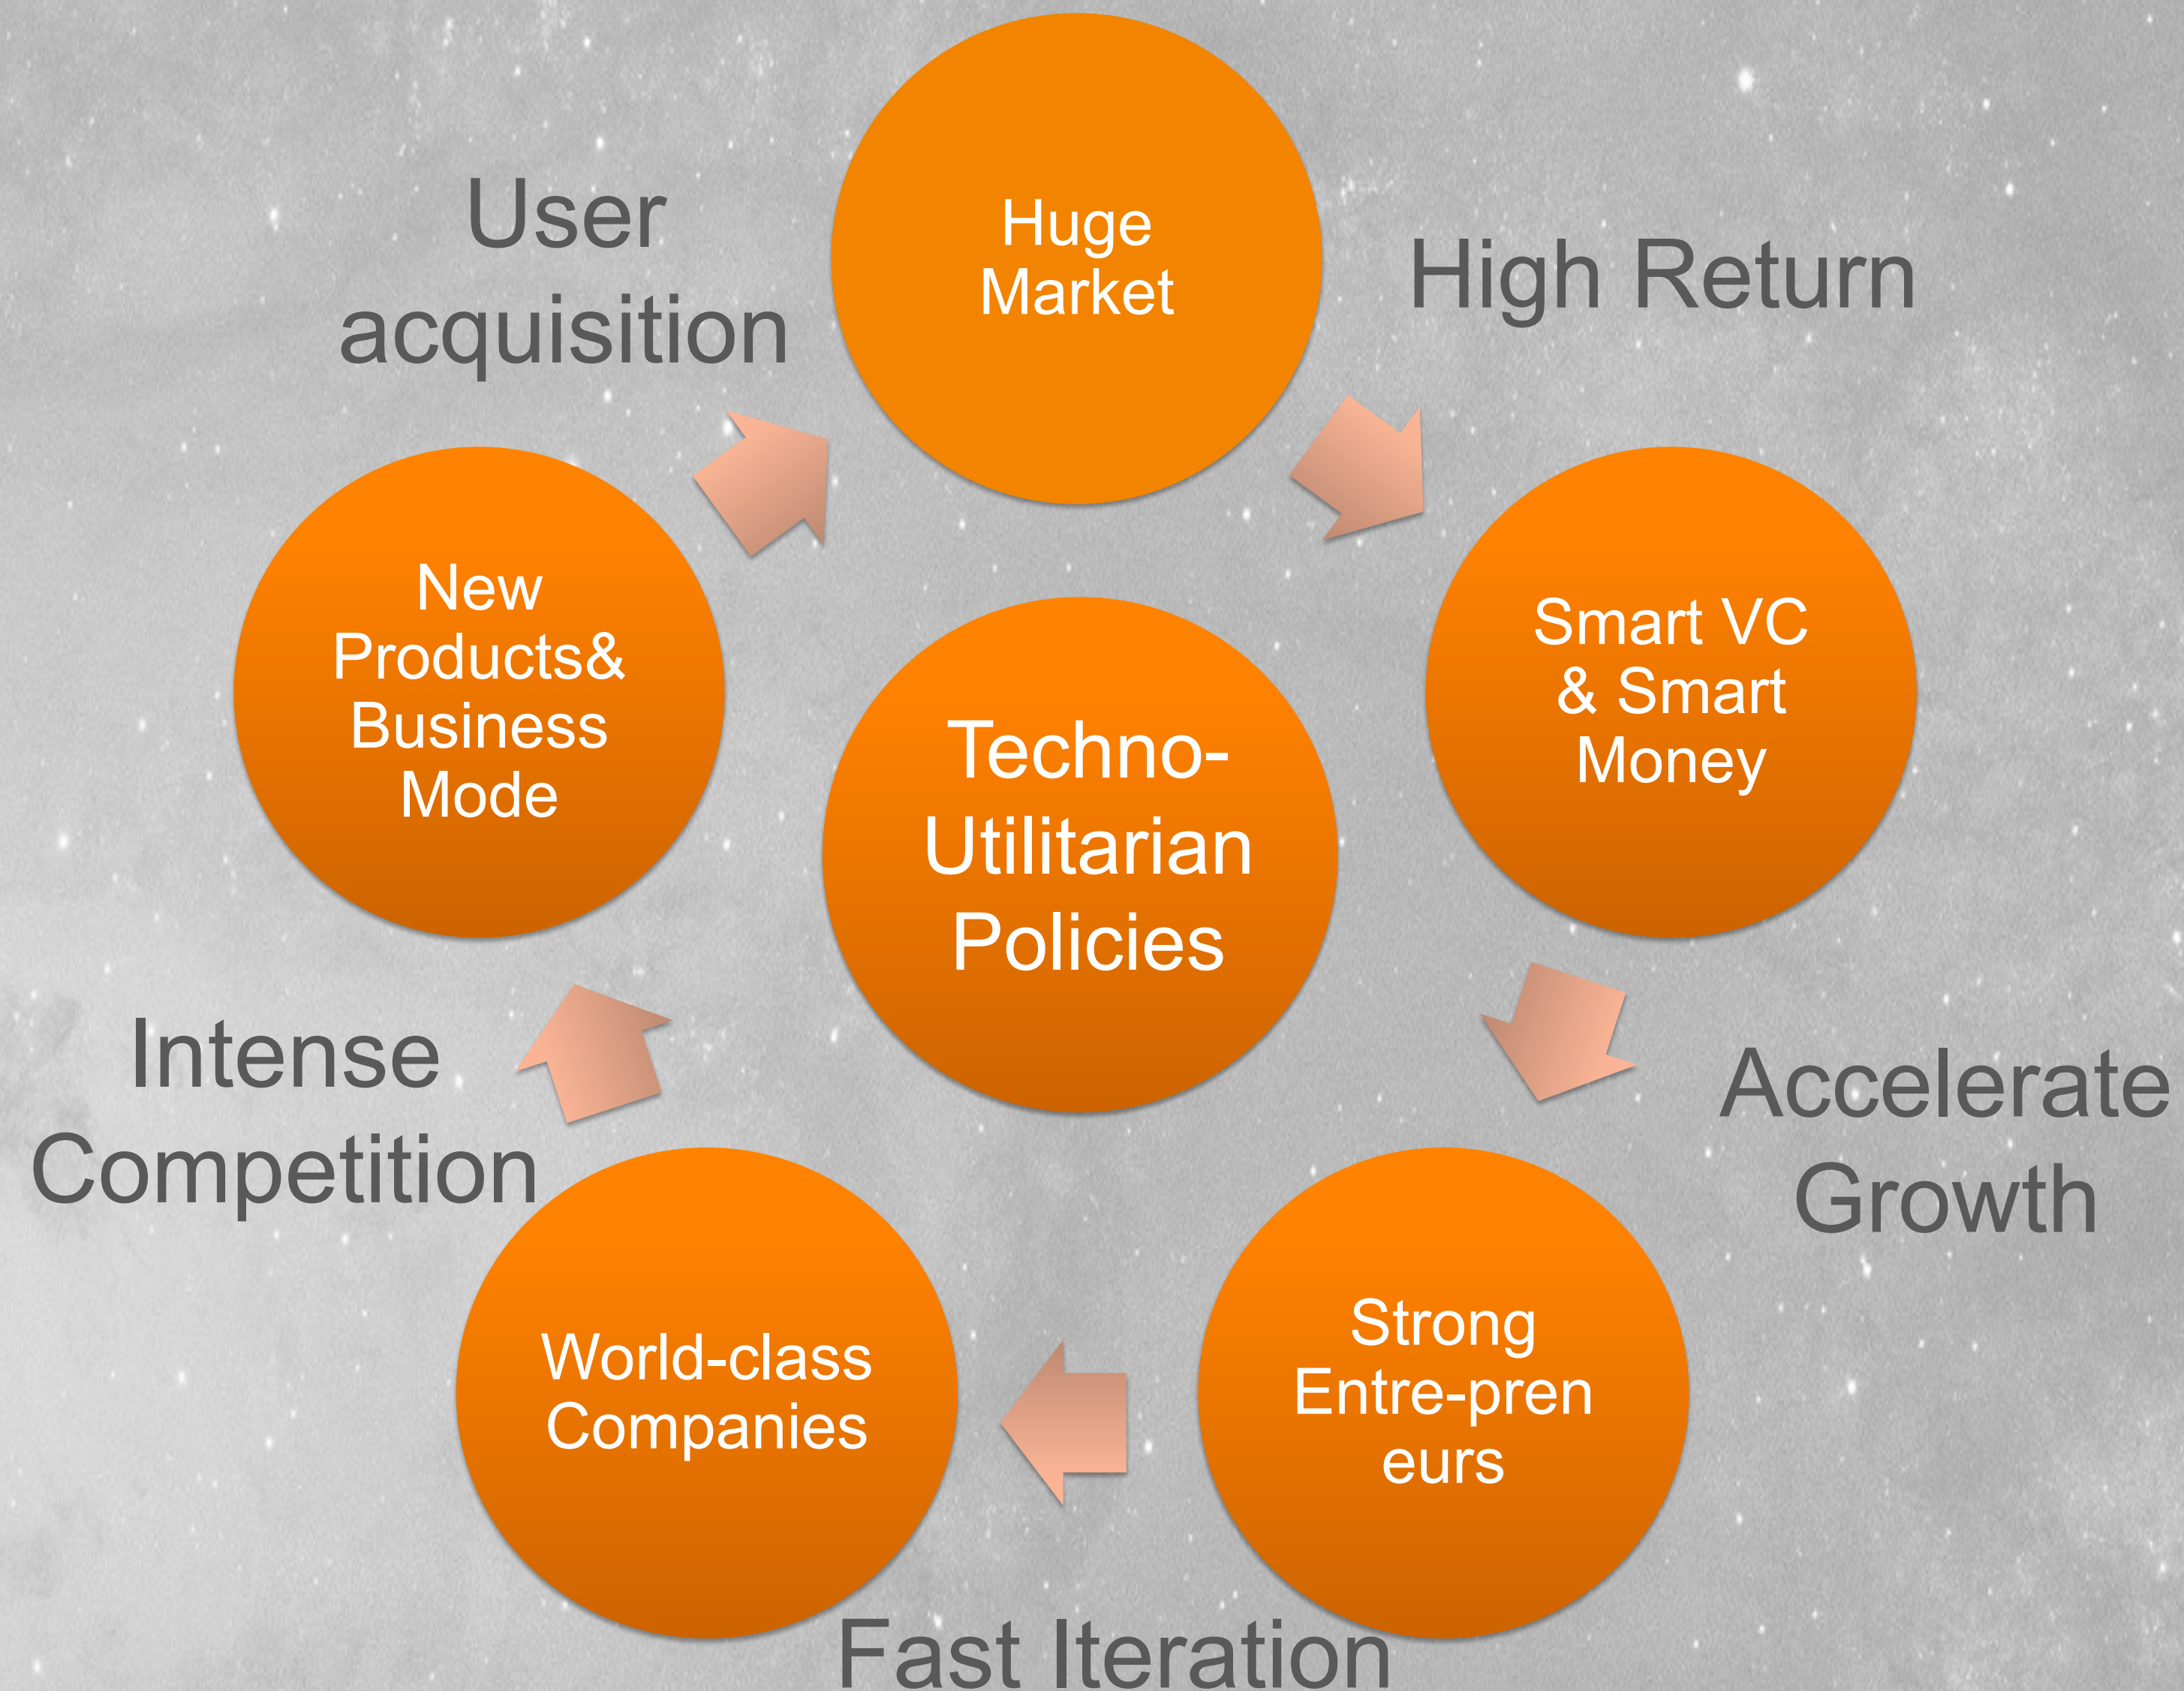 User
acquisition
Huge
Market
High Return
New
Products&
Business
Mode
Techno-
Utilitarian
Policies
Smart VC
& Smart
Money
Intense
Competition
Accelerate
Growth
World-class
Companies
Strong
Entre-pren
eurs
Fast Iteration